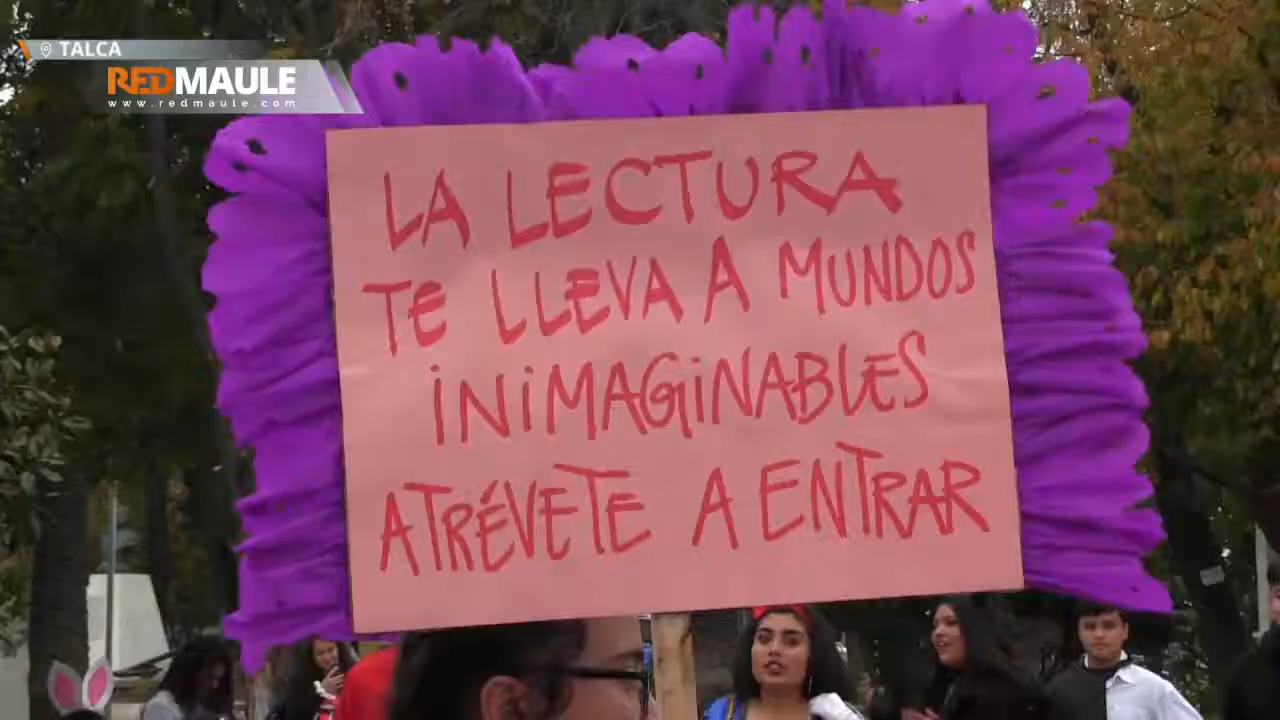 TALCA
REDMAULE
www.redmaule.com
LA LECTURA
TE LLEVA A MUNDOS
INIMAGINABLES
ATRÉVETE A ENTRAR